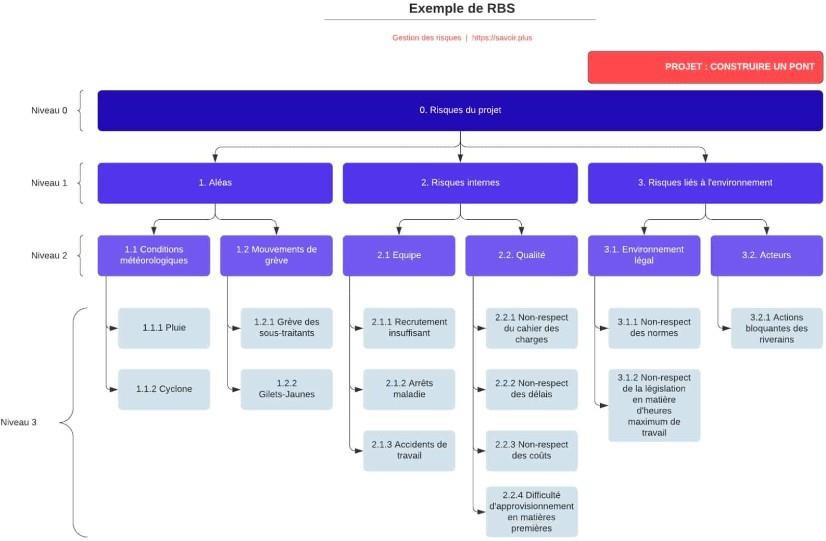 Exemple de RBS
Gestion des risques | https://savoir.plus
PROJET : CONSTRUIRE UN PONT
Niveau 0
0. Risques du projet
Niveau 1
1. Aléas
2. Risques internes
3. Risques liés à l'environnement
Niveau 2
1.1 Conditions
météorologiques
1.2 Mouvements de
grève
2.1 Equipe
2.2. Qualité
3.1. Environnement
légal
3.2. Acteurs
Niveau 3
1.1.1 Pluie
1.2.1 Grève des
sous-traitants
2.1.1 Recrutement
insuffisant
2.2.1 Non-respect
du cahier des
charges
3.1.1 Non-respect
des normes
3.2.1 Actions
bloquantes des
riverains
1.1.2 Cyclone
1.2.2
Gilets-Jaunes
2.1.2 Arrêts
maladie
2.2.2 Non-respect
des délais
3.1.2 Non-respect
de la législation
en matière
d'heures
maximum de
travail
2.1.3 Accidents de
travail
2.2.3 Non-respect
des coûts
2.2.4 Difficulté
d'approvisionnement
en matières
premières